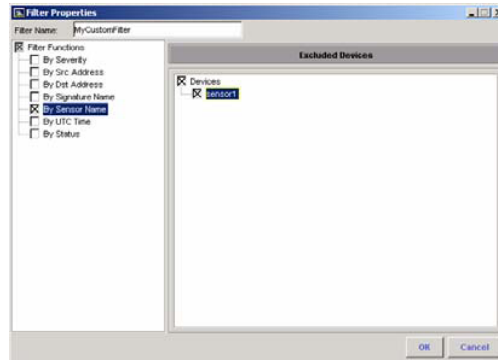 Filter Properties
Filter Name: MyCustomFilter
Filter Functions
By Severity
By Src Address
By Dst Address
By Signature Name
By Sensor Name
By UTC Time
By Status
Excluded Devices
Devices
sensor1
OK Cancel